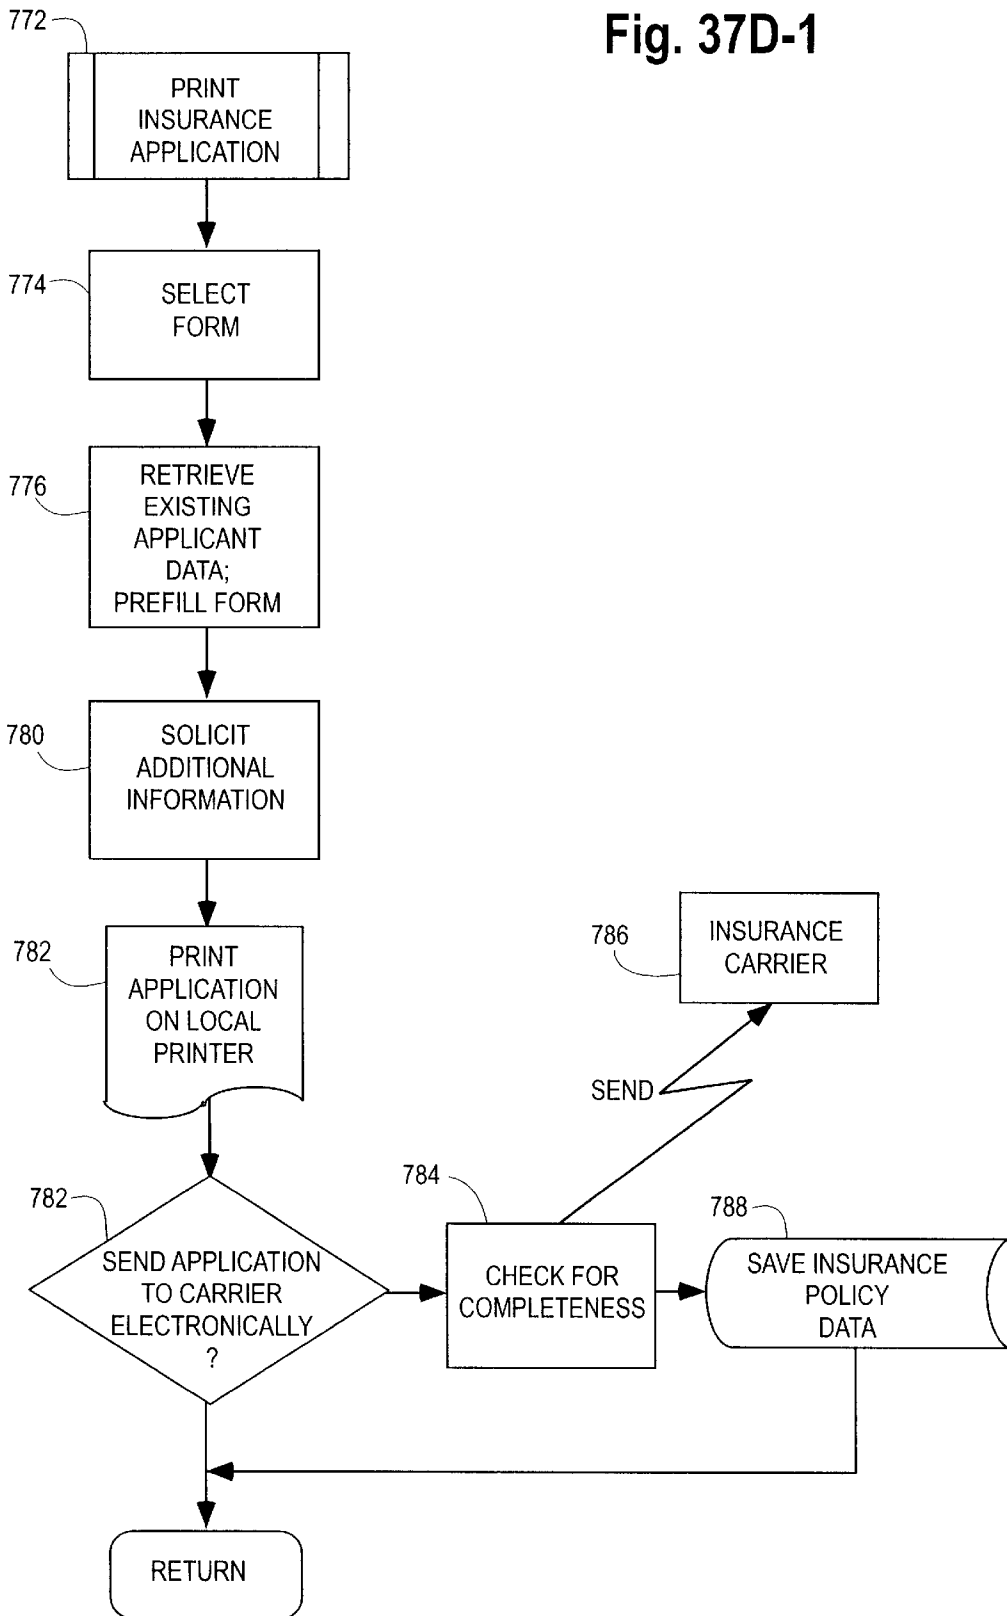 Fig. 37D-1
772
PRINT
INSURANCE
APPLICATION
774
SELECT
FORM
776
RETRIEVE
EXISTING
APPLICANT
DATA;
PREFILL FORM
780
SOLICIT
ADDITIONAL
INFORMATION
782
PRINT
APPLICATION
ON LOCAL
PRINTER
786
INSURANCE
CARRIER
SEND
782
SEND APPLICATION
TO CARRIER
ELECTRONICALLY
?
784
CHECK FOR
COMPLETENESS
788
SAVE INSURANCE
POLICY
DATA
RETURN